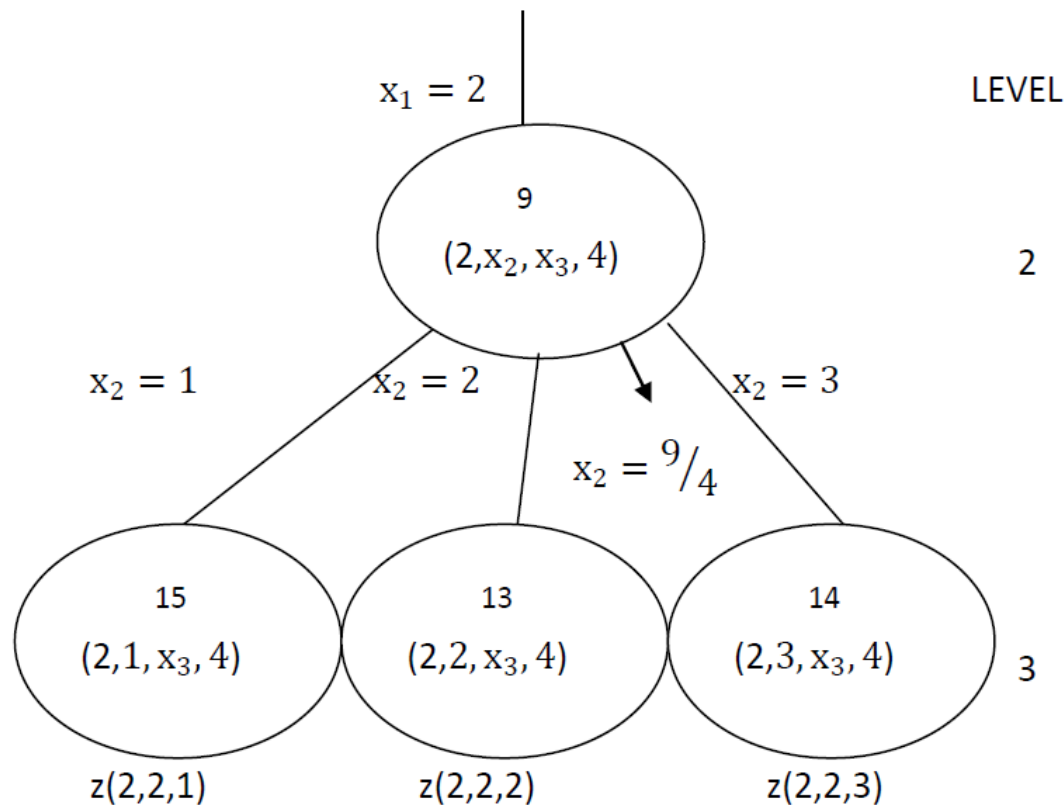 x₁ = 2 LEVEL
9
(2,x₂, x₃, 4) 2
x₂ = 1 x₂ = 2 x₂ = 3
x₂ = 9/4
15 13 14
(2,1, x₃, 4) (2,2, x₃, 4) (2,3, x₃, 4) 3
z(2,2,1) z(2,2,2) z(2,2,3)